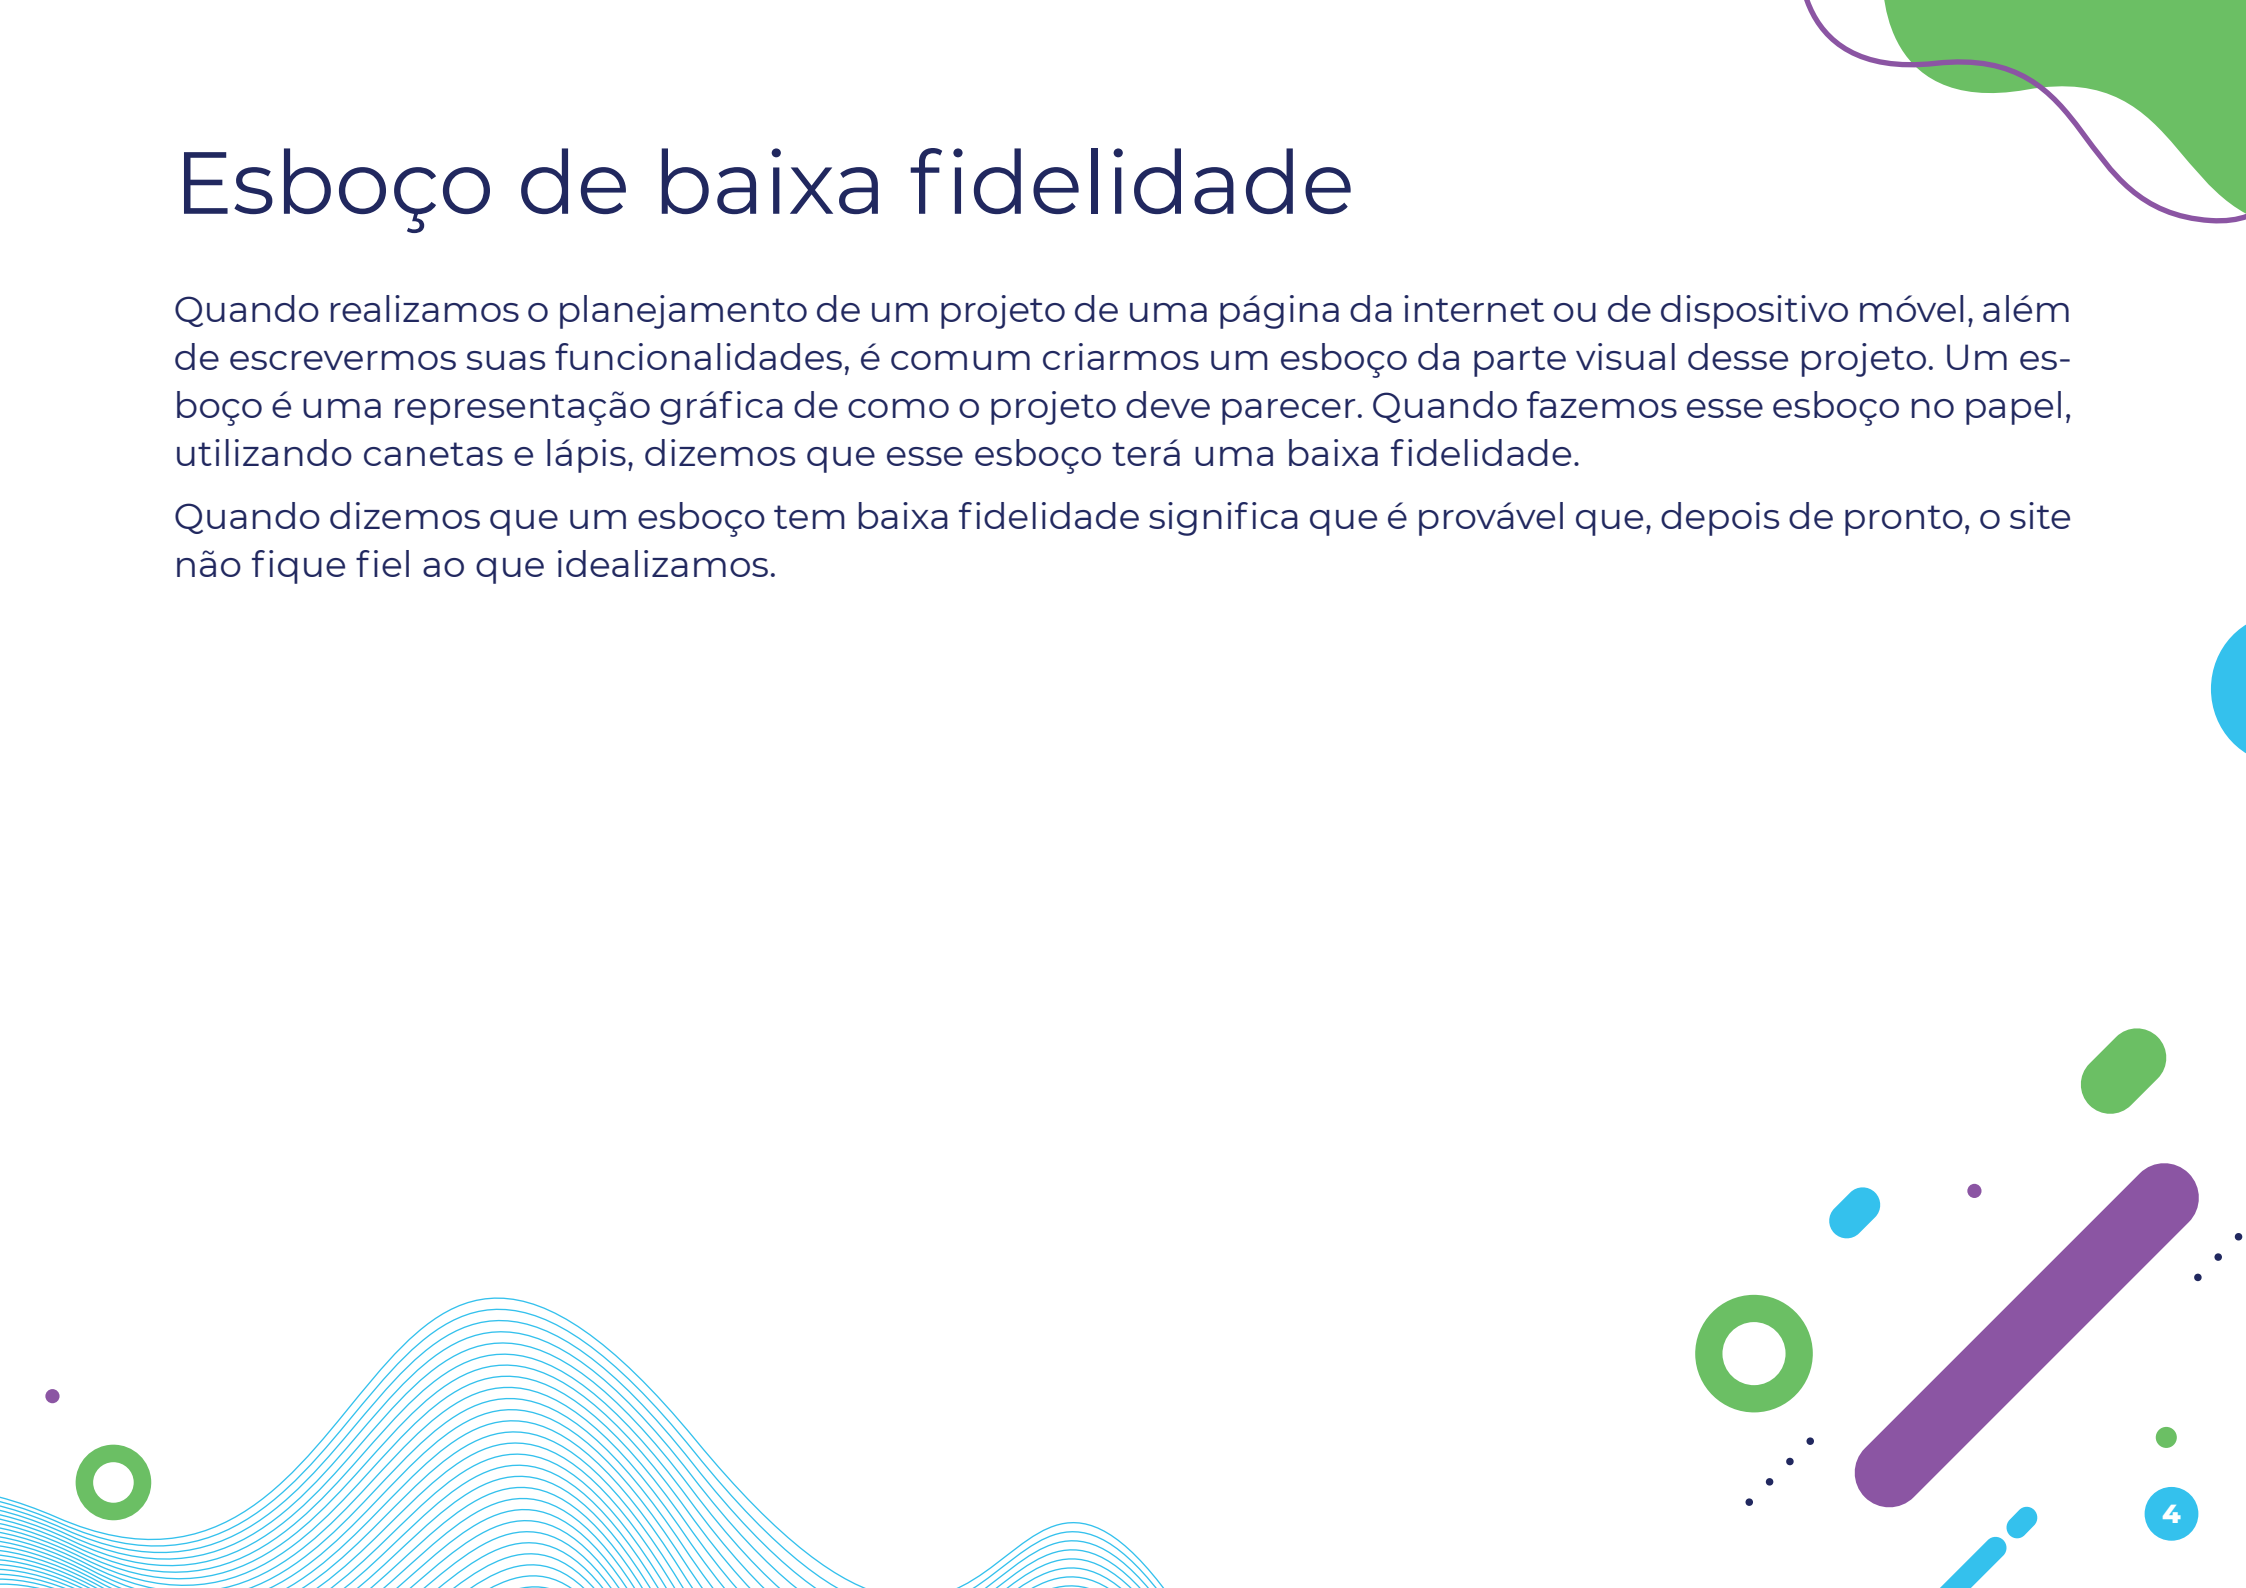 Esboço de baixa fidelidade
Quando realizamos o planejamento de um projeto de uma página da internet ou de dispositivo móvel, além
de escrevermos suas funcionalidades, é comum criarmos um esboço da parte visual desse projeto. Um es-
boço é uma representação gráfica de como o projeto deve parecer. Quando fazemos esse esboço no papel,
utilizando canetas e lápis, dizemos que esse esboço terá uma baixa fidelidade.
Quando dizemos que um esboço tem baixa fidelidade significa que é provável que, depois de pronto, o site
não fique fiel ao que idealizamos.
4